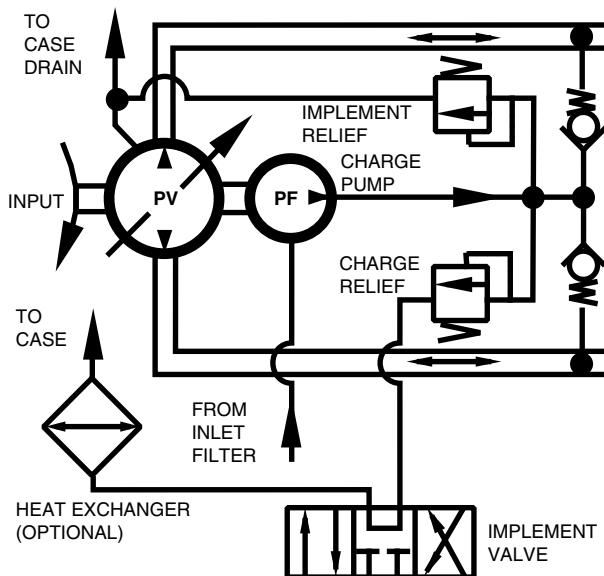 TO
CASE
DRAIN
IMPLEMENT
RELIEF
CHARGE
PUMP
INPUT
PV
PF
CHARGE
RELIEF
TO
CASE
FROM
INLET
FILTER
HEAT EXCHANGER
(OPTIONAL)
IMPLEMENT
VALVE